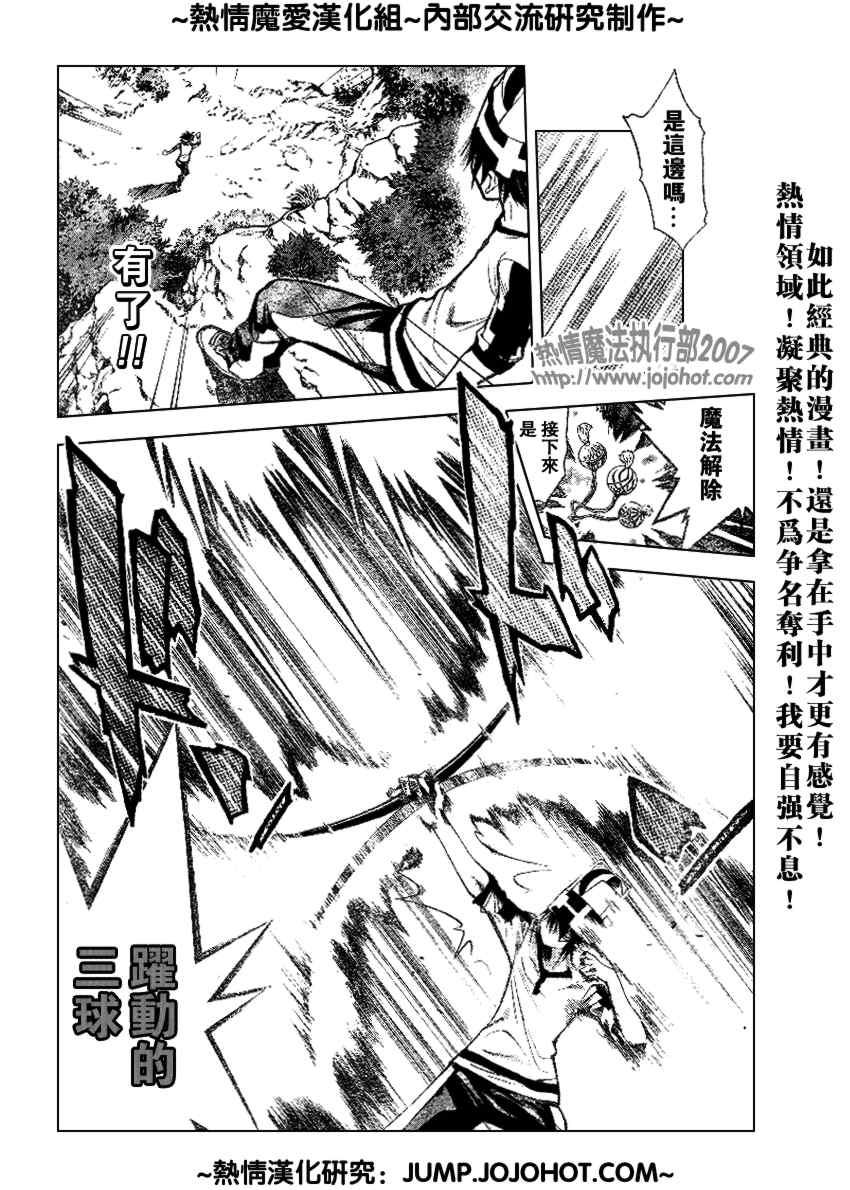 ~熱情魔愛漢化組~內部交流研究制作~
是這邊嗎…
有了!!
熱情魔法执行部2007
http://www.jojohot.com
魔法解除
接下來
是
ドドド
躍動的
三球
如此經典的漫畫！還是拿在手中才更有感覺！
熱情領域！凝聚熱情！不爲争名奪利！我要自强不息！
~熱情漢化研究：JUMP.JOJOHOT.COM~